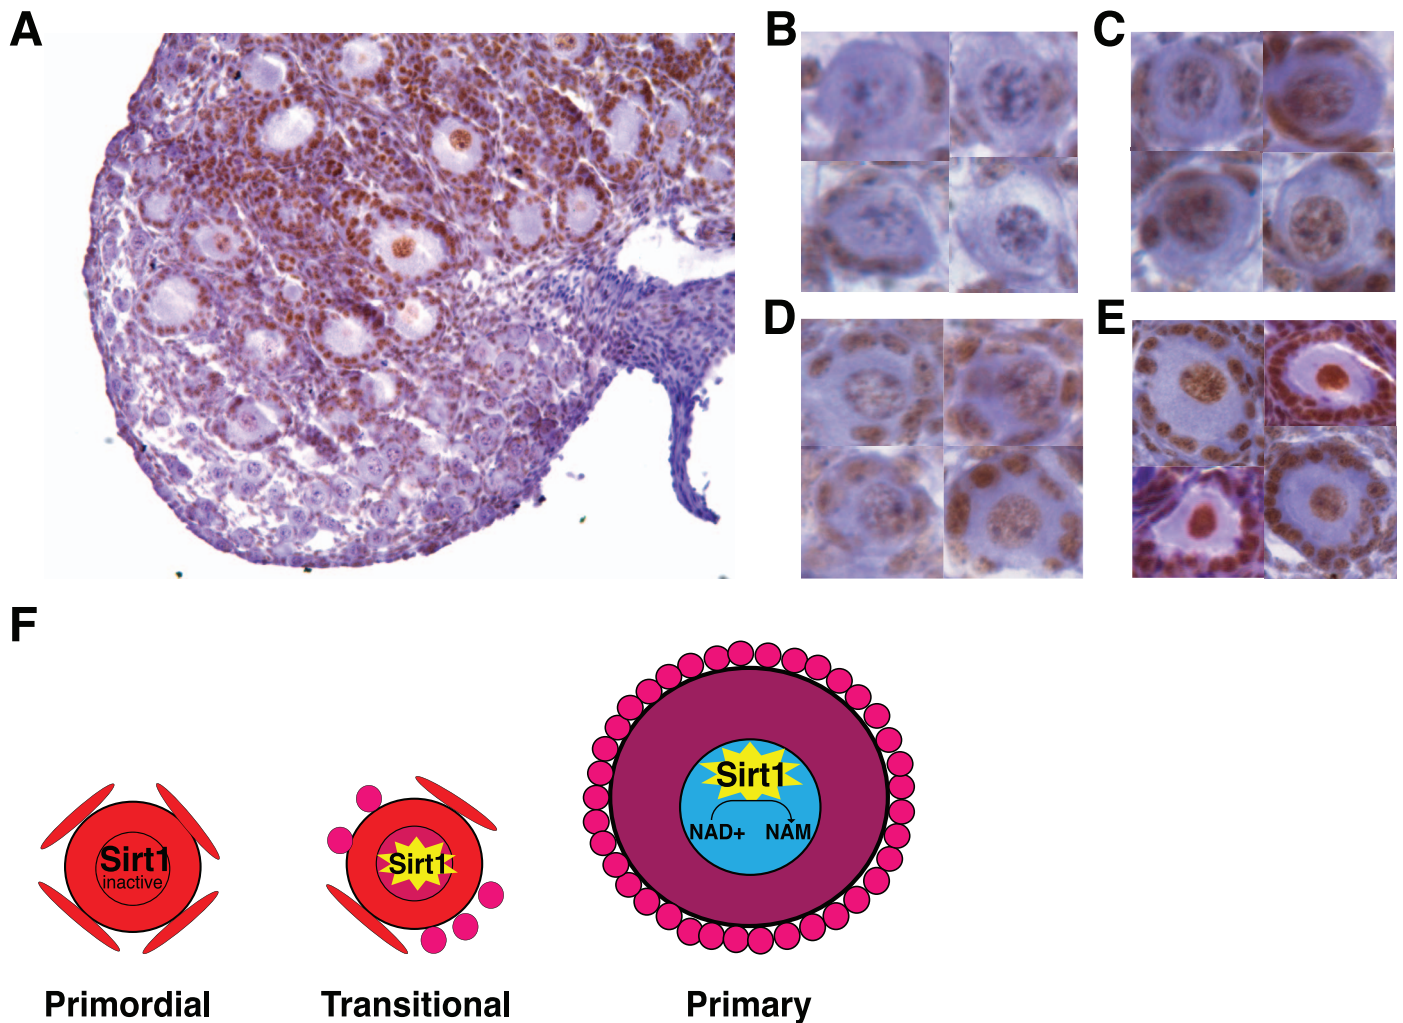 A
B
C
D
E
F
Sirt1
inactive
Sirt1
Sirt1
NAD+ NAM
Primordial
Transitional
Primary